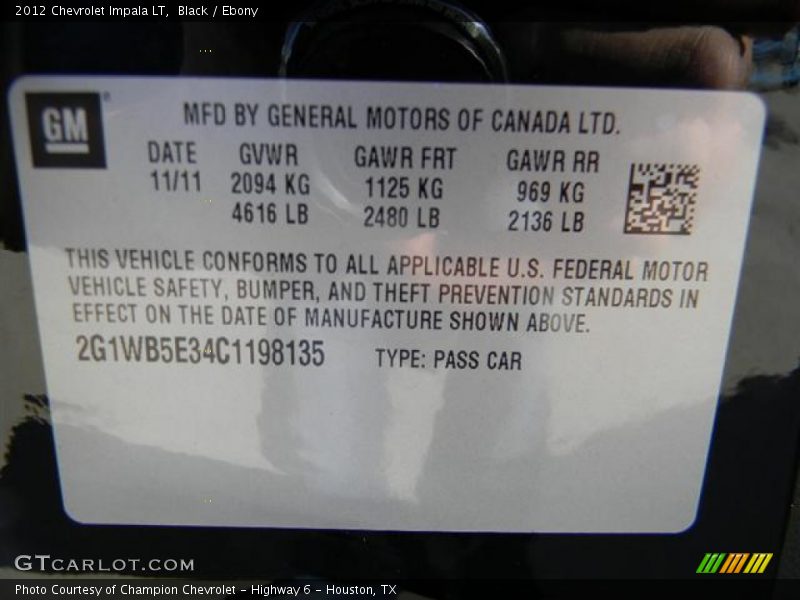 2012 Chevrolet Impala LT,  Black / Ebony
GM
MFD BY GENERAL MOTORS OF CANADA LTD.
DATE GVWR GAWR FRT GAWR RR
11/11 2094 KG 1125 KG 969 KG
4616 LB 2480 LB 2136 LB
THIS VEHICLE CONFORMS TO ALL APPLICABLE U.S. FEDERAL MOTOR
VEHICLE SAFETY, BUMPER, AND THEFT PREVENTION STANDARDS IN
EFFECT ON THE DATE OF MANUFACTURE SHOWN ABOVE.
2G1WB5E34C1198135 TYPE: PASS CAR
GTCARLOT.COM
Photo Courtesy of Champion Chevrolet - Highway 6 - Houston, TX